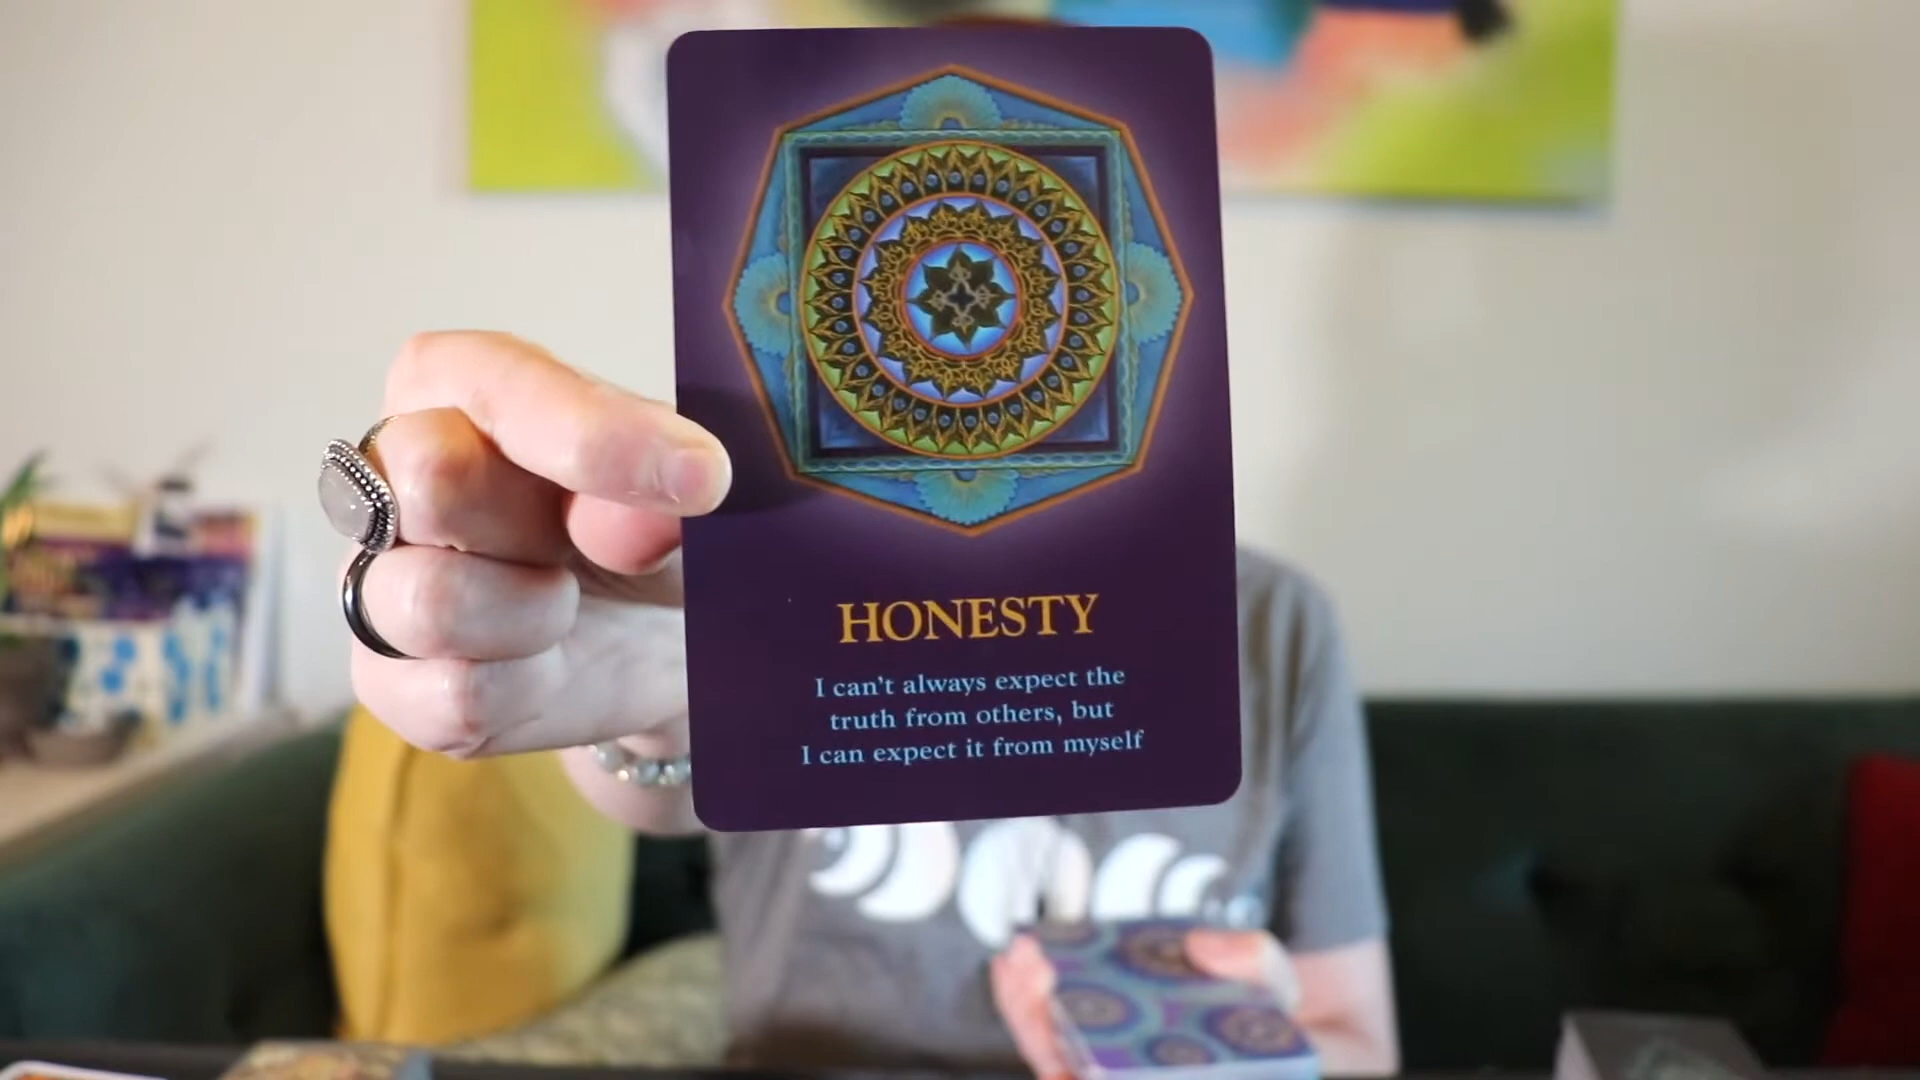 HONESTY
I can't always expect the
truth from others, but
I can expect it from myself